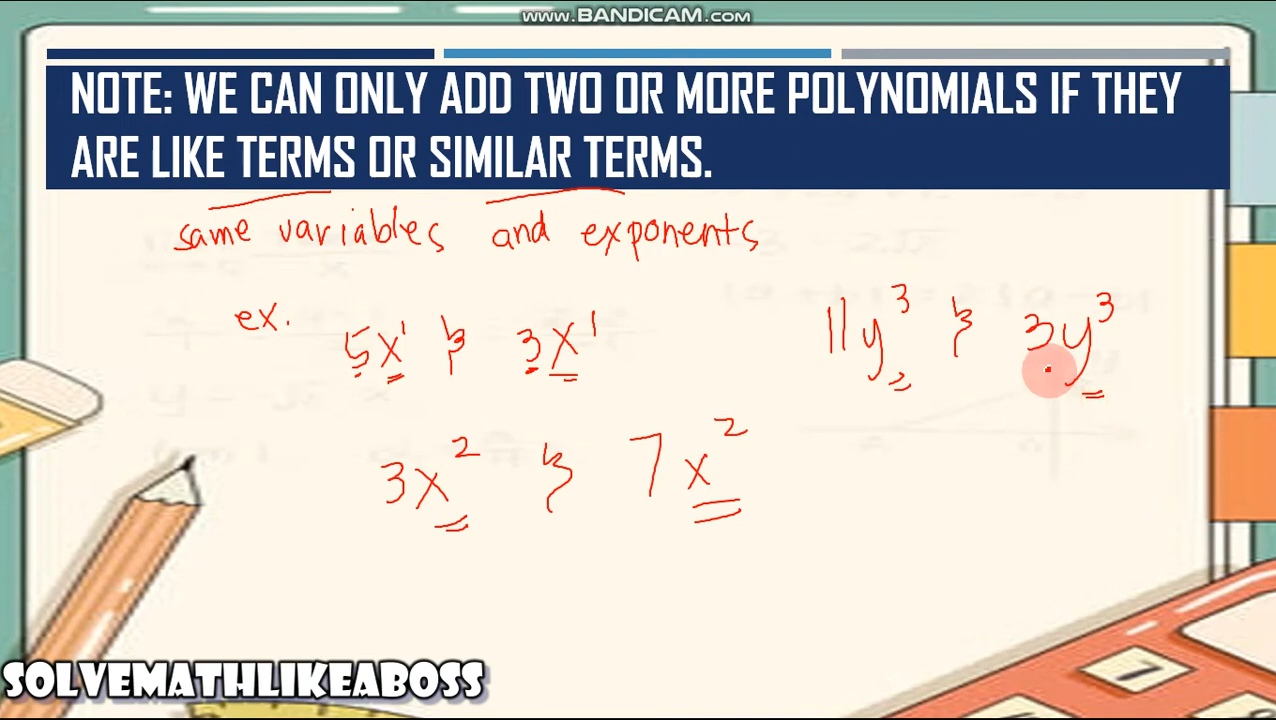 WWW.BANDICAM.COM
NOTE: WE CAN ONLY ADD TWO OR MORE POLYNOMIALS IF THEY
ARE LIKE TERMS OR SIMILAR TERMS.
same variables and exponents
ex. 5x¹ & 3x¹
11y³ & 3y³
3x² & 7x²
SOLVEMATHLIKEABOSS
7